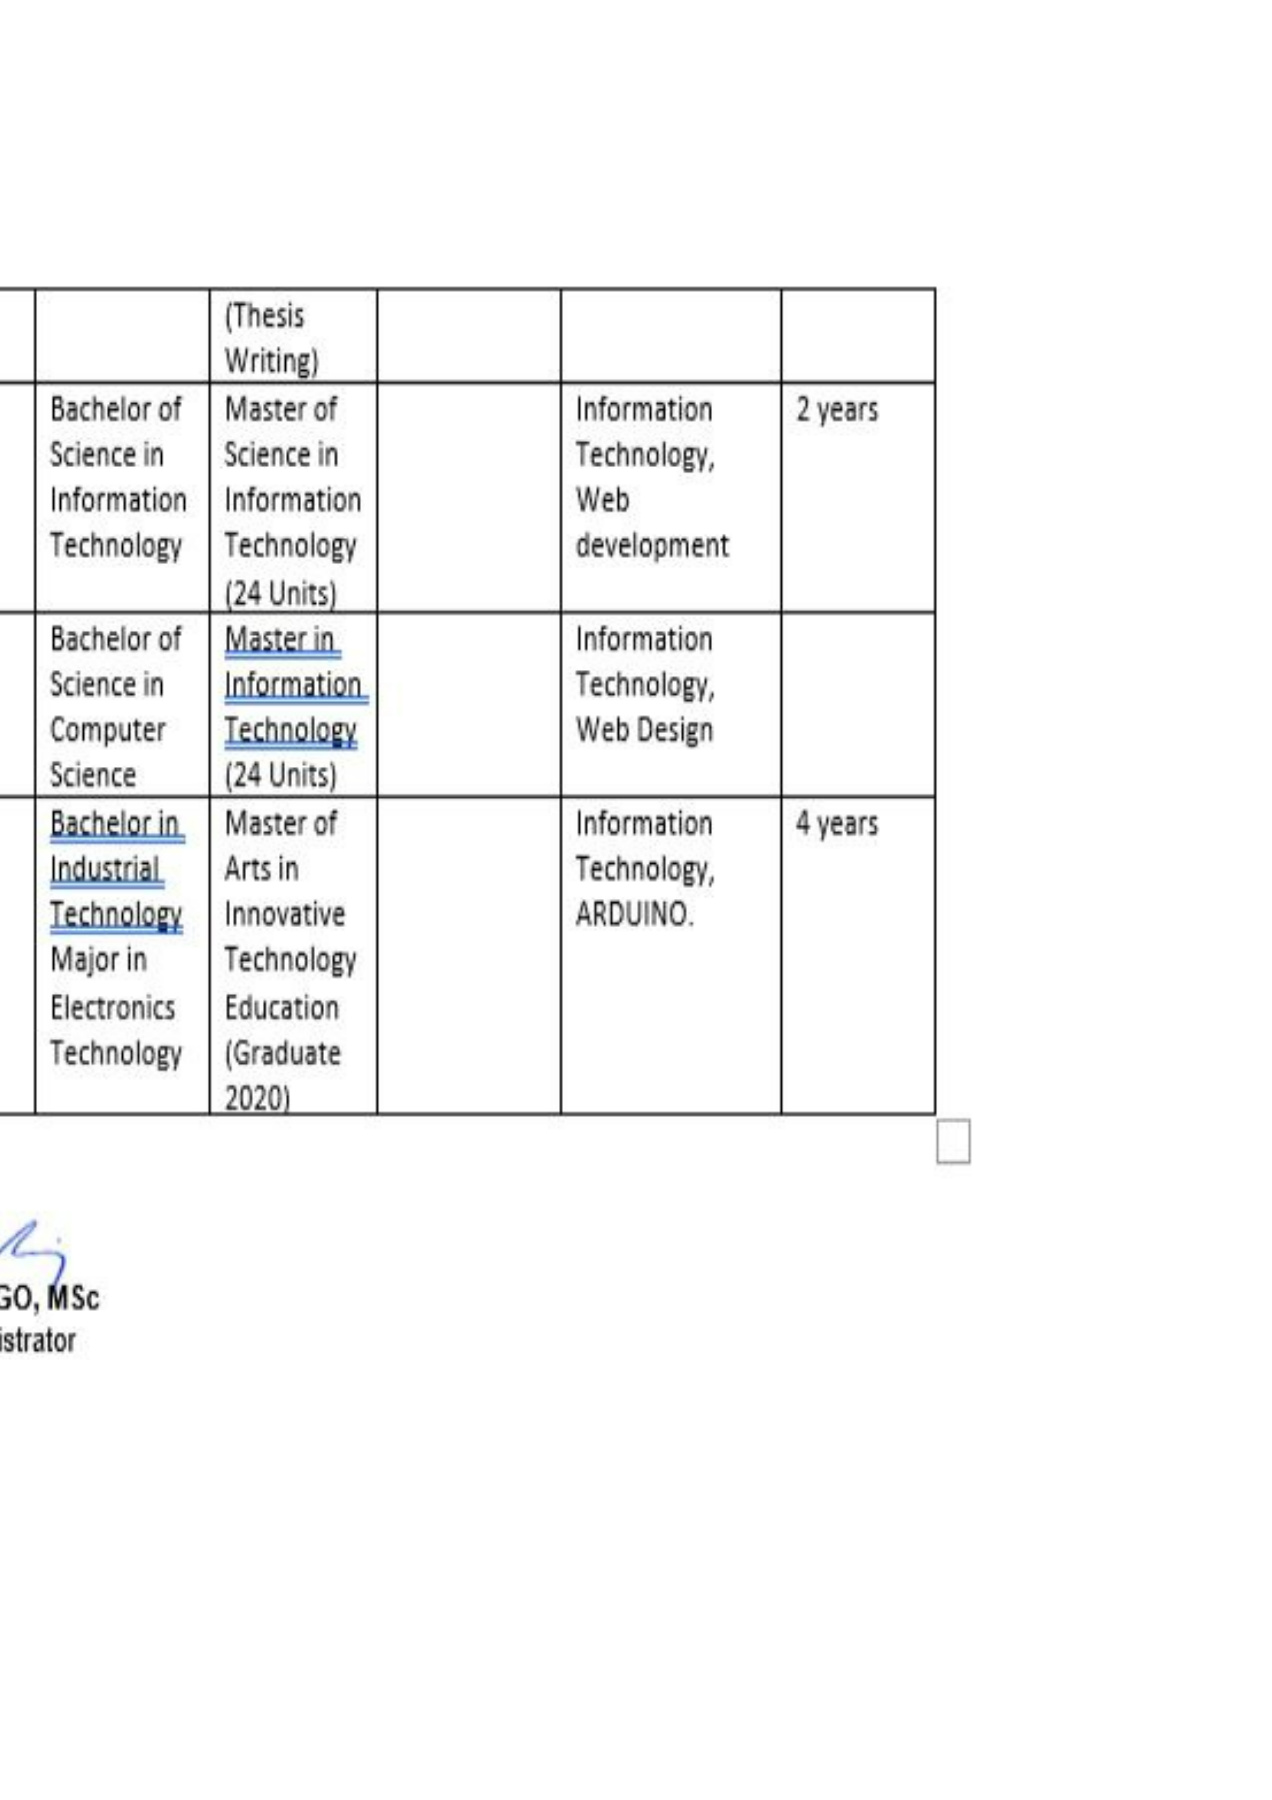 (Thesis
Writing)
Bachelor of
Science in
Information
Technology
Master of
Science in
Information
Technology
(24 Units)
Information
Technology,
Web
development
2 years
Bachelor of
Science in
Computer
Science
Master in
Information
Technology
(24 Units)
Information
Technology,
Web Design
Bachelor in
Industrial
Technology
Major in
Electronics
Technology
Master of
Arts in
Innovative
Technology
Education
(Graduate
2020)
Information
Technology,
ARDUINO.
4 years
GO, MSc
istrator